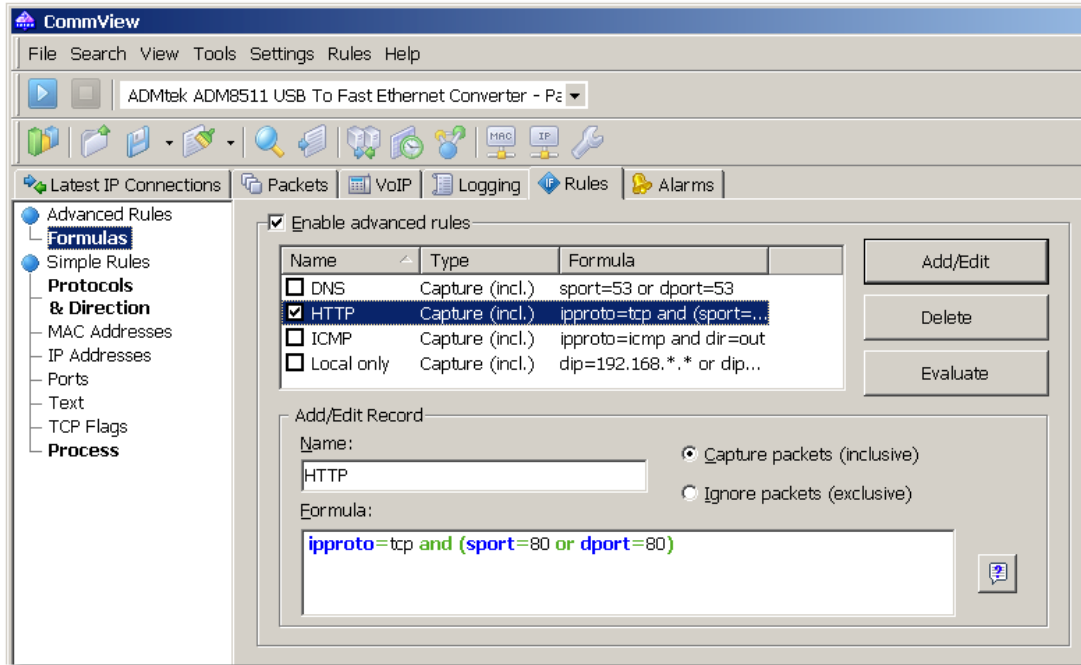 CommView
File Search View Tools Settings Rules Help
ADMtek ADM8511 USB To Fast Ethernet Converter - Pa
MAC IP
Latest IP Connections Packets VoIP Logging IF Rules Alarms
Advanced Rules
Formulas
Simple Rules
Protocols
& Direction
MAC Addresses
IP Addresses
Ports
Text
TCP Flags
Process
Enable advanced rules
Name Type Formula
DNS Capture (incl.) sport=53 or dport=53
HTTP Capture (incl.) ipproto=tcp and (sport=...
ICMP Capture (incl.) ipproto=icmp and dir=out
Local only Capture (incl.) dip=192.168.*.* or dip...
Add/Edit
Delete
Evaluate
Add/Edit Record
Name:
HTTP
Capture packets (inclusive)
Ignore packets (exclusive)
Formula:
ipproto=tcp and (sport=80 or dport=80)
?